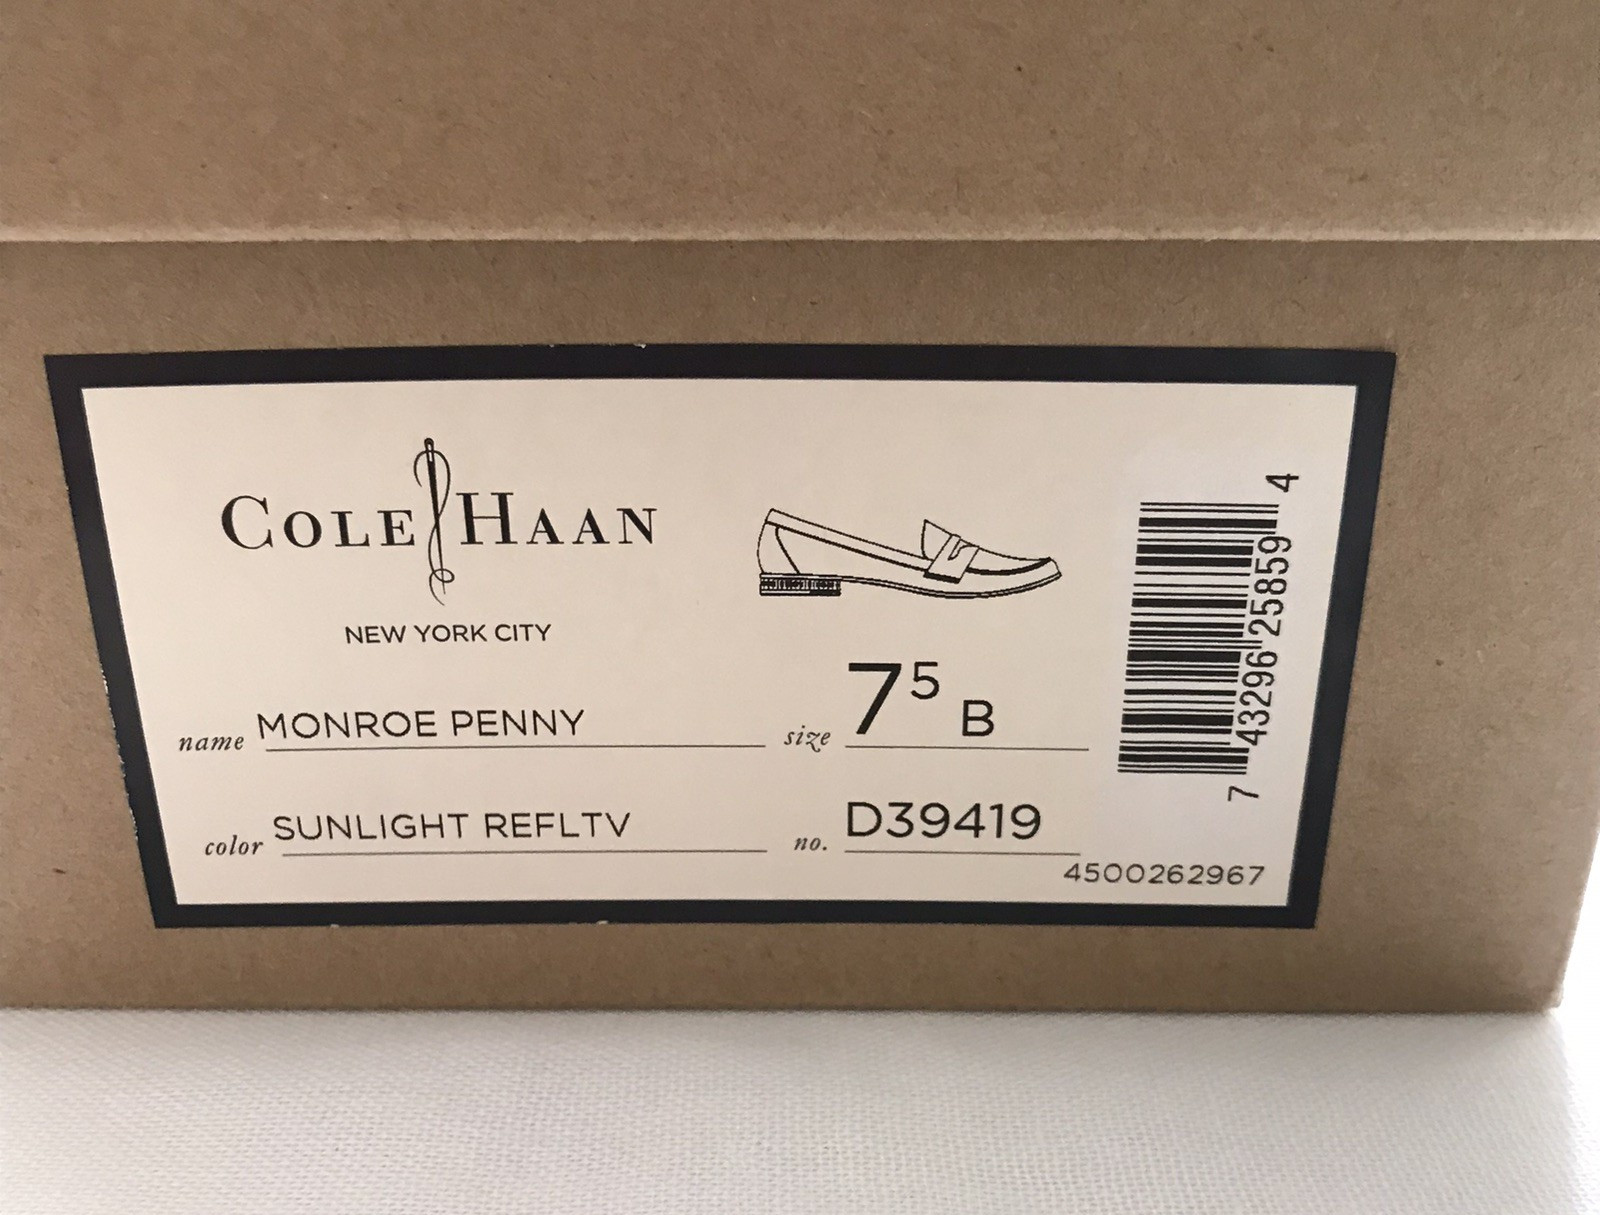 COLE HAAN
NEW YORK CITY
name MONROE PENNY
size 7⁵ B
color SUNLIGHT REFLTV
no. D39419
4500262967
7 43296 25859 4